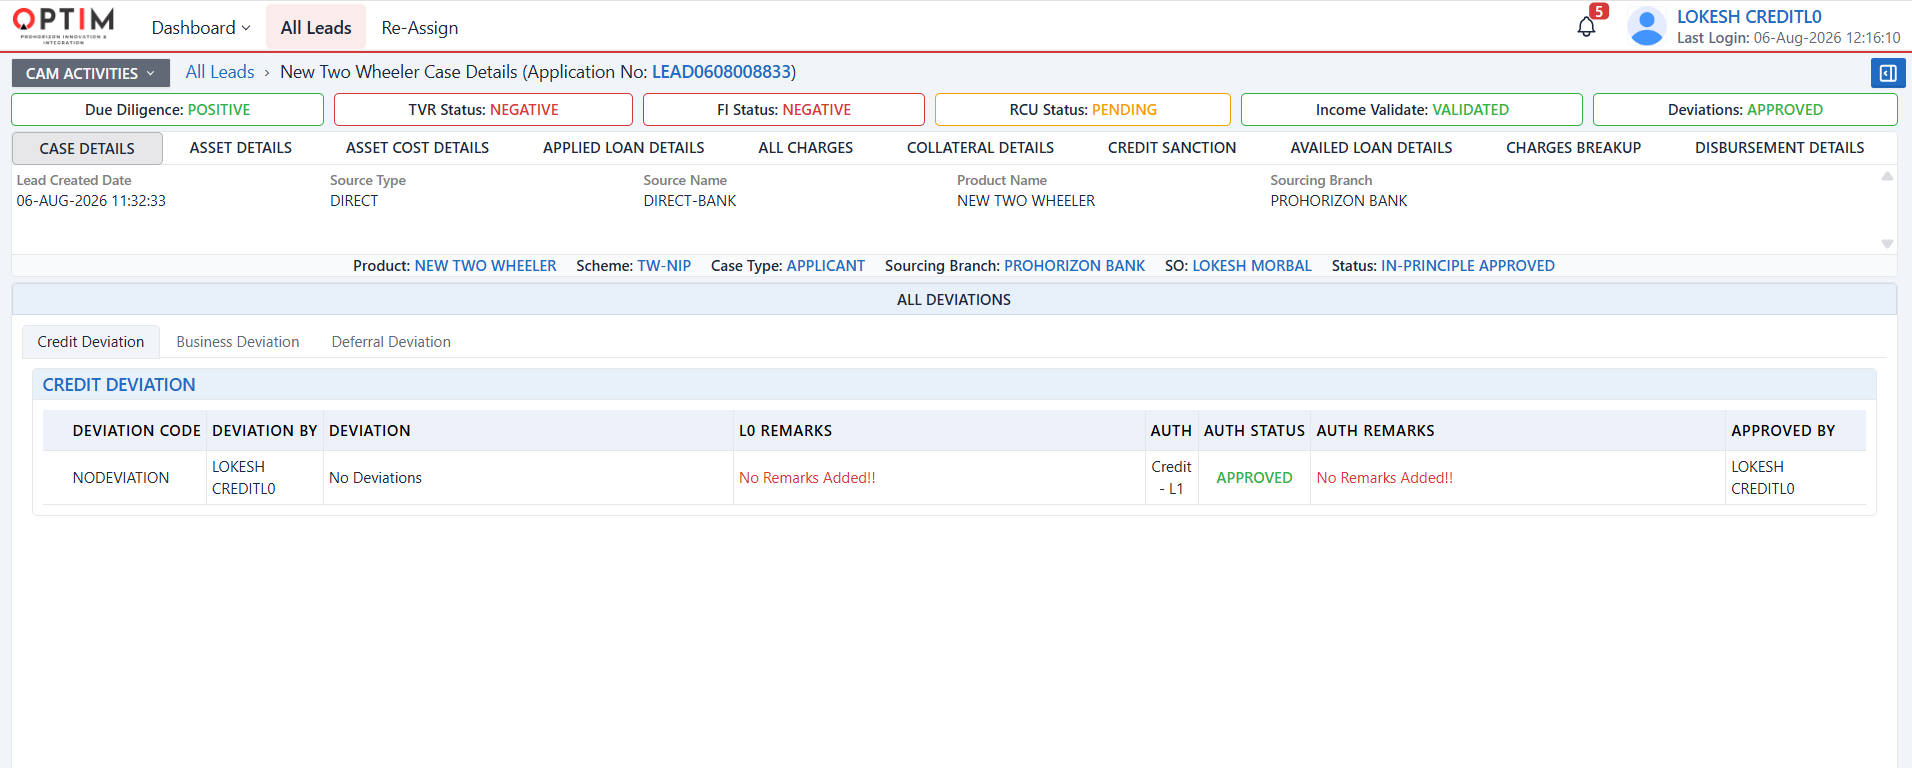 OPTIM
PROHORIZON INNOVATION &
INTEGRATION
Dashboard
All Leads
Re-Assign
5
LOKESH CREDITL0
Last Login: 06-Aug-2026 12:16:10
CAM ACTIVITIES
All Leads › New Two Wheeler Case Details (Application No: LEAD0608008833)
Due Diligence: POSITIVE
TVR Status: NEGATIVE
FI Status: NEGATIVE
RCU Status: PENDING
Income Validate: VALIDATED
Deviations: APPROVED
CASE DETAILS
ASSET DETAILS
ASSET COST DETAILS
APPLIED LOAN DETAILS
ALL CHARGES
COLLATERAL DETAILS
CREDIT SANCTION
AVAILED LOAN DETAILS
CHARGES BREAKUP
DISBURSEMENT DETAILS
Lead Created Date
06-AUG-2026 11:32:33
Source Type
DIRECT
Source Name
DIRECT-BANK
Product Name
NEW TWO WHEELER
Sourcing Branch
PROHORIZON BANK
Product: NEW TWO WHEELER Scheme: TW-NIP Case Type: APPLICANT Sourcing Branch: PROHORIZON BANK SO: LOKESH MORBAL Status: IN-PRINCIPLE APPROVED
ALL DEVIATIONS
Credit Deviation
Business Deviation
Deferral Deviation
CREDIT DEVIATION
DEVIATION CODE DEVIATION BY DEVIATION L0 REMARKS AUTH AUTH STATUS AUTH REMARKS APPROVED BY
NODEVIATION
LOKESH
CREDITL0
No Deviations
No Remarks Added!!
Credit
- L1
APPROVED
No Remarks Added!!
LOKESH
CREDITL0